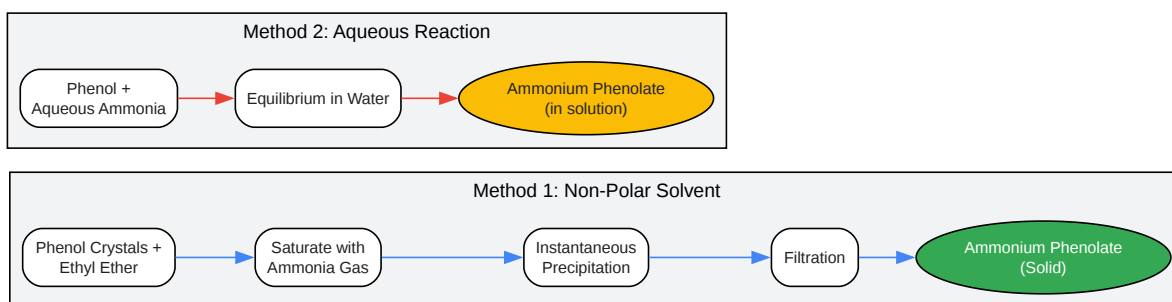 Method 2: Aqueous Reaction
Phenol +
Aqueous Ammonia
Equilibrium in Water
Ammonium Phenolate
(in solution)
Method 1: Non-Polar Solvent
Phenol Crystals +
Ethyl Ether
Saturate with
Ammonia Gas
Instantaneous
Precipitation
Filtration
Ammonium Phenolate
(Solid)